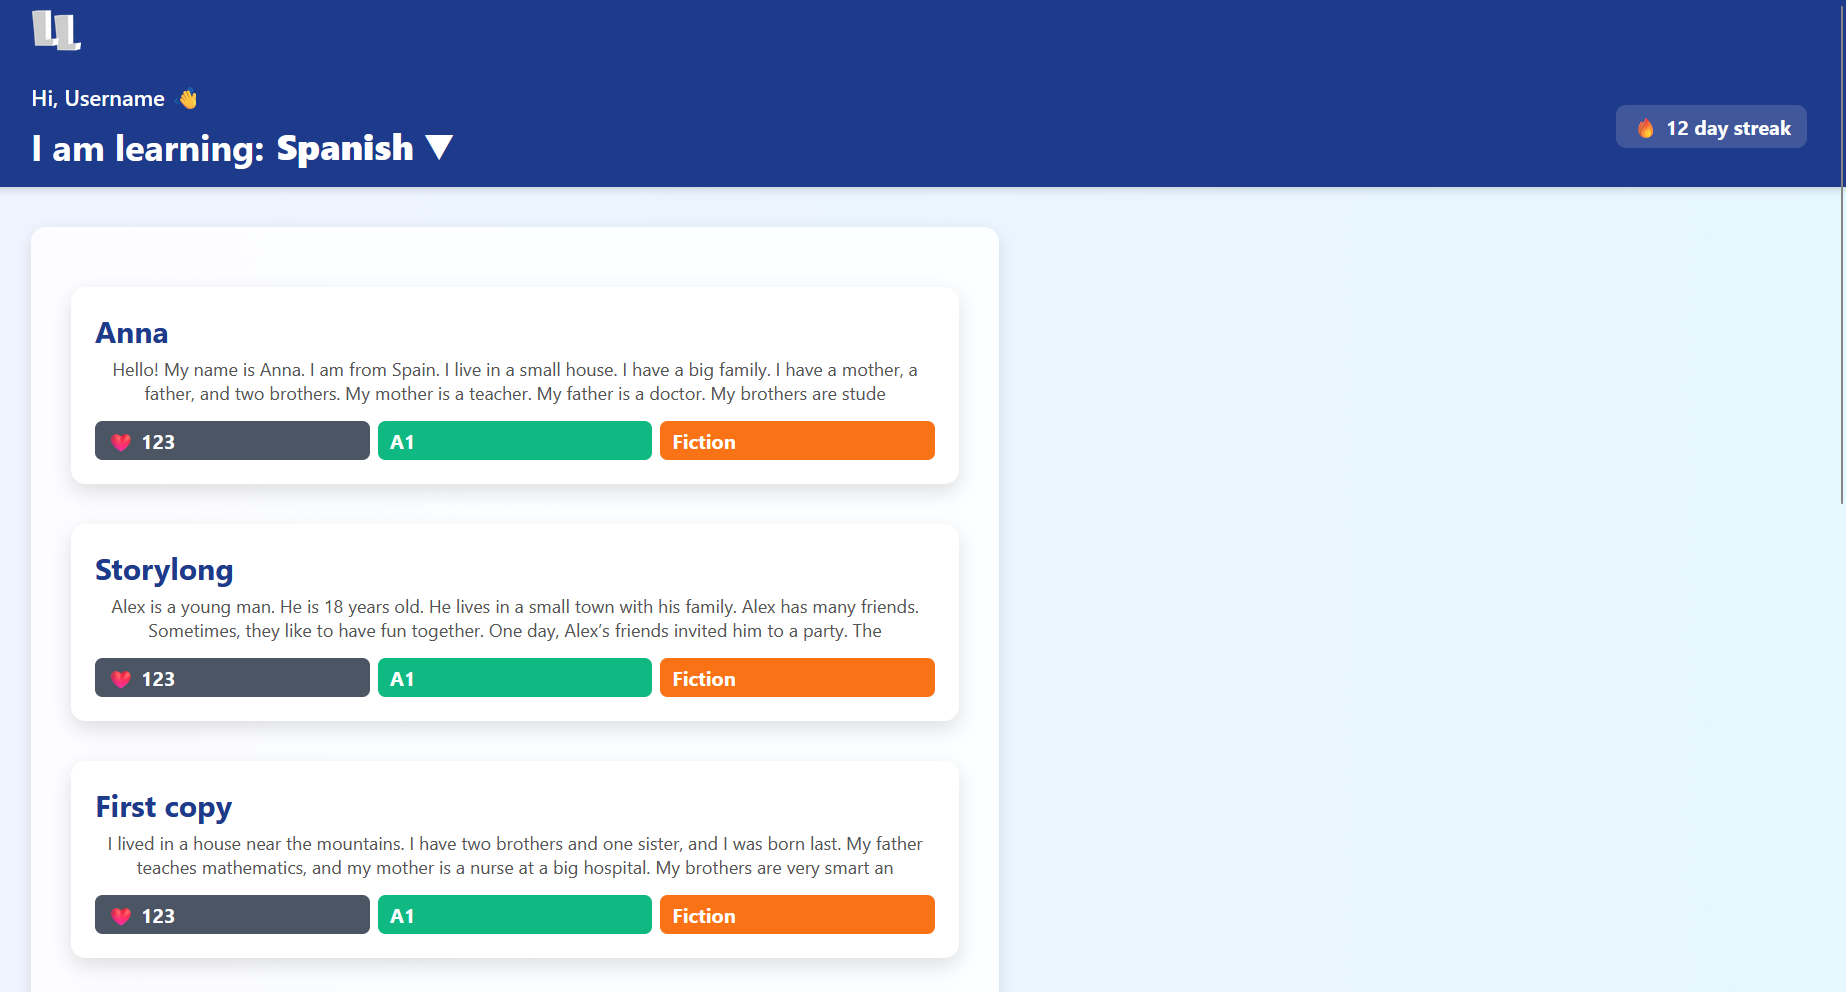 LL
Hi, Username 👋
I am learning: Spanish ▼
🔥 12 day streak
Anna
Hello! My name is Anna. I am from Spain. I live in a small house. I have a big family. I have a mother, a
father, and two brothers. My mother is a teacher. My father is a doctor. My brothers are stude
💗 123
A1
Fiction
Storylong
Alex is a young man. He is 18 years old. He lives in a small town with his family. Alex has many friends.
Sometimes, they like to have fun together. One day, Alex’s friends invited him to a party. The
💗 123
A1
Fiction
First copy
I lived in a house near the mountains. I have two brothers and one sister, and I was born last. My father
teaches mathematics, and my mother is a nurse at a big hospital. My brothers are very smart an
💗 123
A1
Fiction